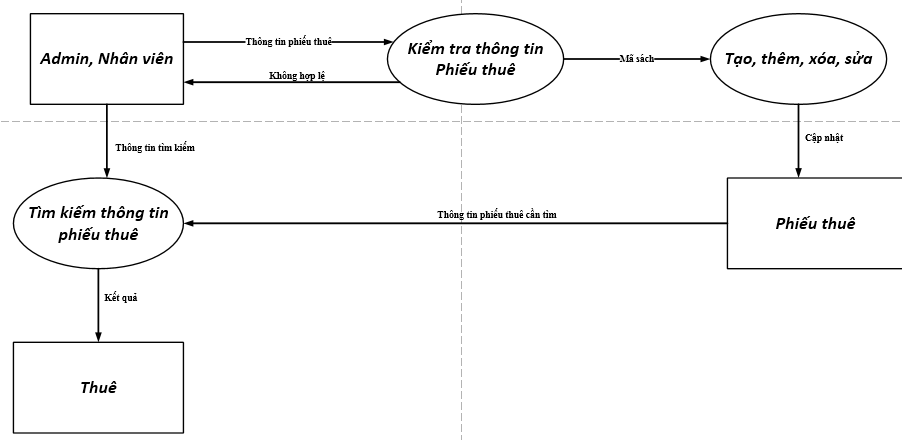 Admin, Nhân viên
Thông tin phiếu thuê
Không hợp lệ
Kiểm tra thông tin
Phiếu thuê
Mã sách
Tạo, thêm, xóa, sửa
Thông tin tìm kiếm
Cập nhật
Tìm kiếm thông tin
phiếu thuê
Thông tin phiếu thuê cần tìm
Phiếu thuê
Kết quả
Thuê